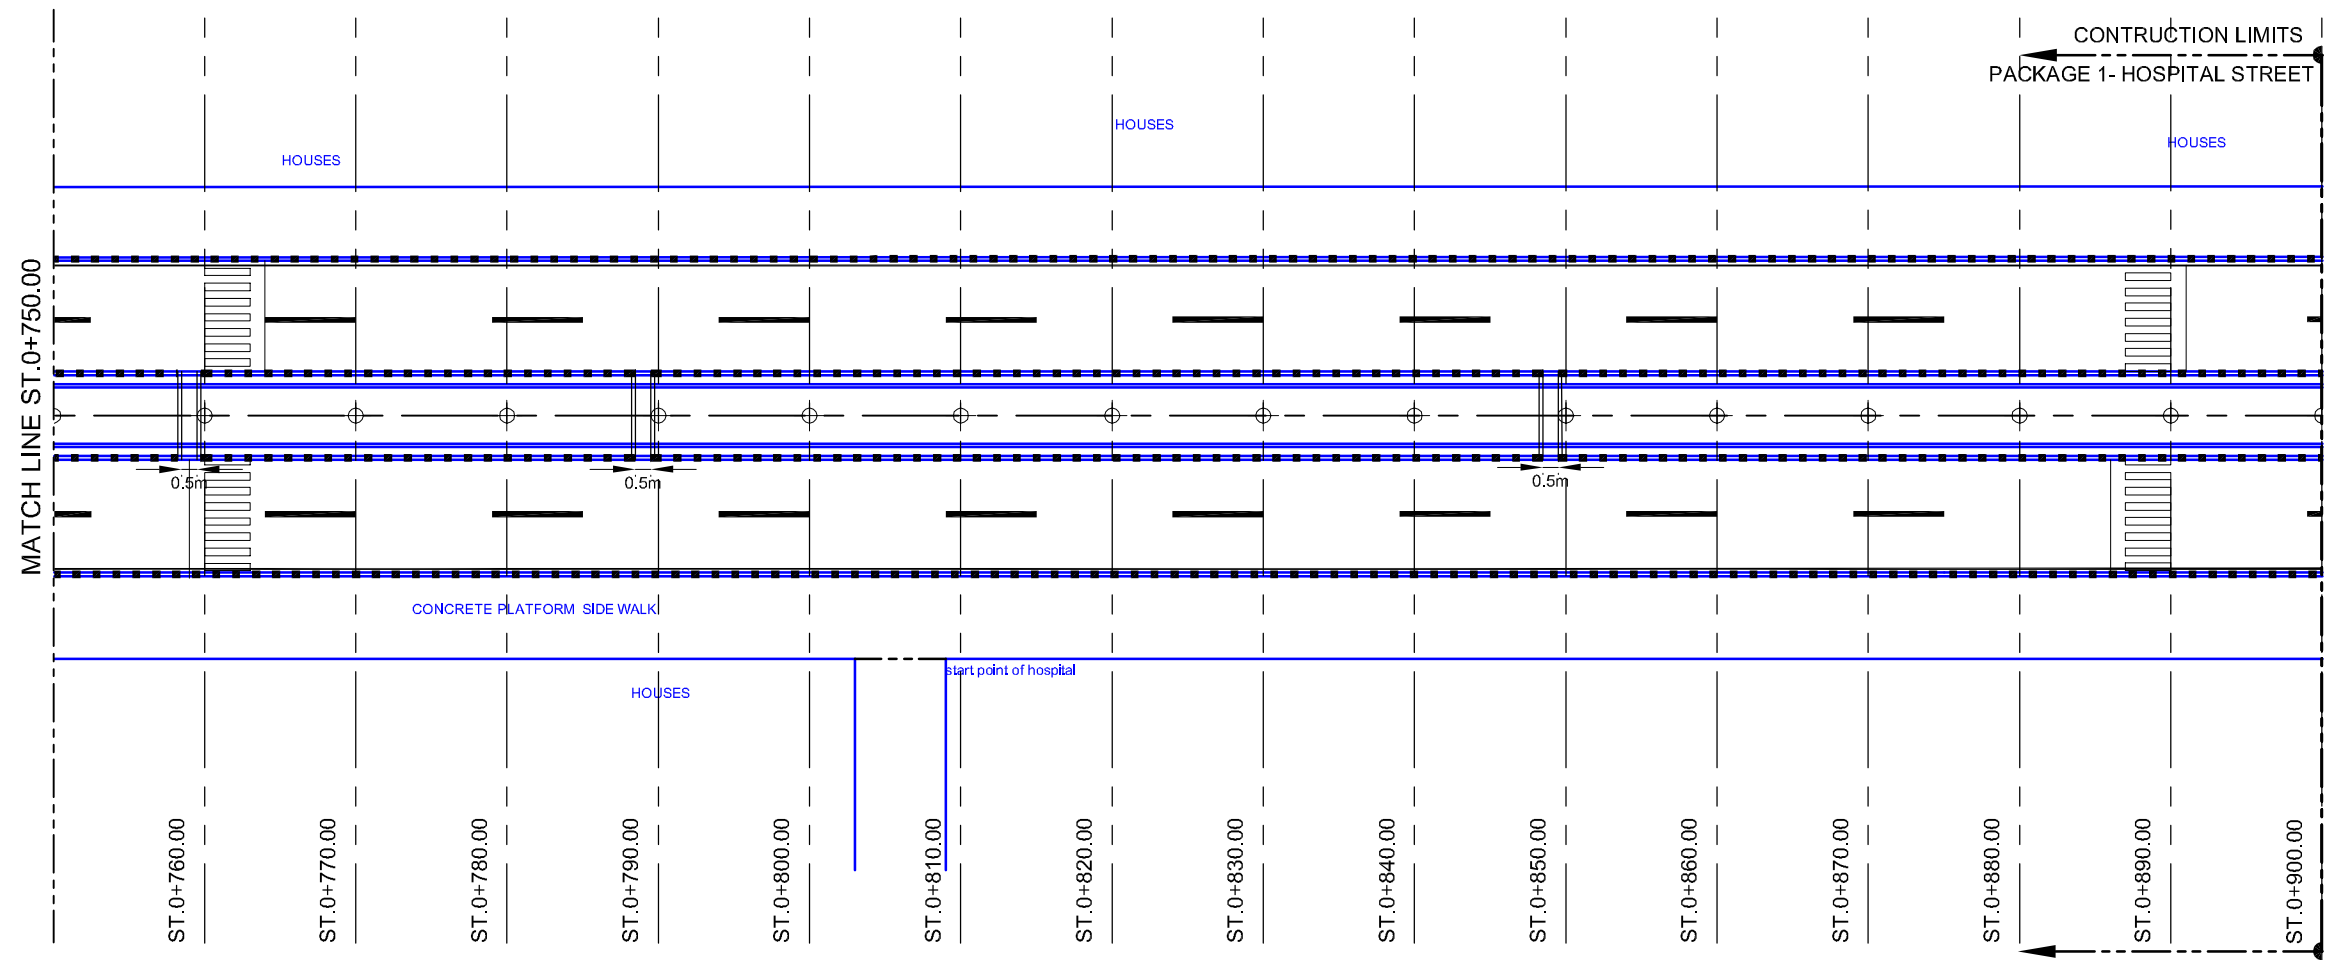 CONTRUCTION LIMITS
PACKAGE 1- HOSPITAL STREET
HOUSES
HOUSES
HOUSES
MATCH LINE ST.0+750.00
0.5m
0.5m
0.5m
CONCRETE PLATFORM SIDE WALK
start point of hospital
HOUSES
ST.0+760.00
ST.0+770.00
ST.0+780.00
ST.0+790.00
ST.0+800.00
ST.0+810.00
ST.0+820.00
ST.0+830.00
ST.0+840.00
ST.0+850.00
ST.0+860.00
ST.0+870.00
ST.0+880.00
ST.0+890.00
ST.0+900.00